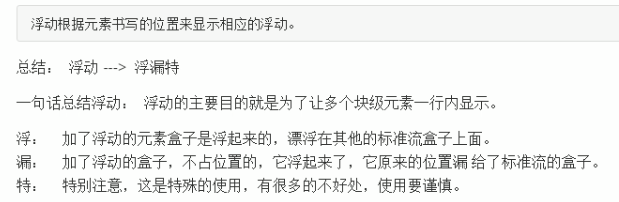 浮动根据元素书写的位置来显示相应的浮动。
总结： 浮动 ---> 浮漏特
一句话总结浮动： 浮动的主要目的就是为了让多个块级元素一行内显示。
浮： 加了浮动的元素盒子是浮起来的，漂浮在其他的标准流盒子上面。
漏： 加了浮动的盒子，不占位置的，它浮起来了，它原来的位置漏 给了标准流的盒子。
特： 特别注意，这是特殊的使用，有很多的不好处，使用要谨慎。